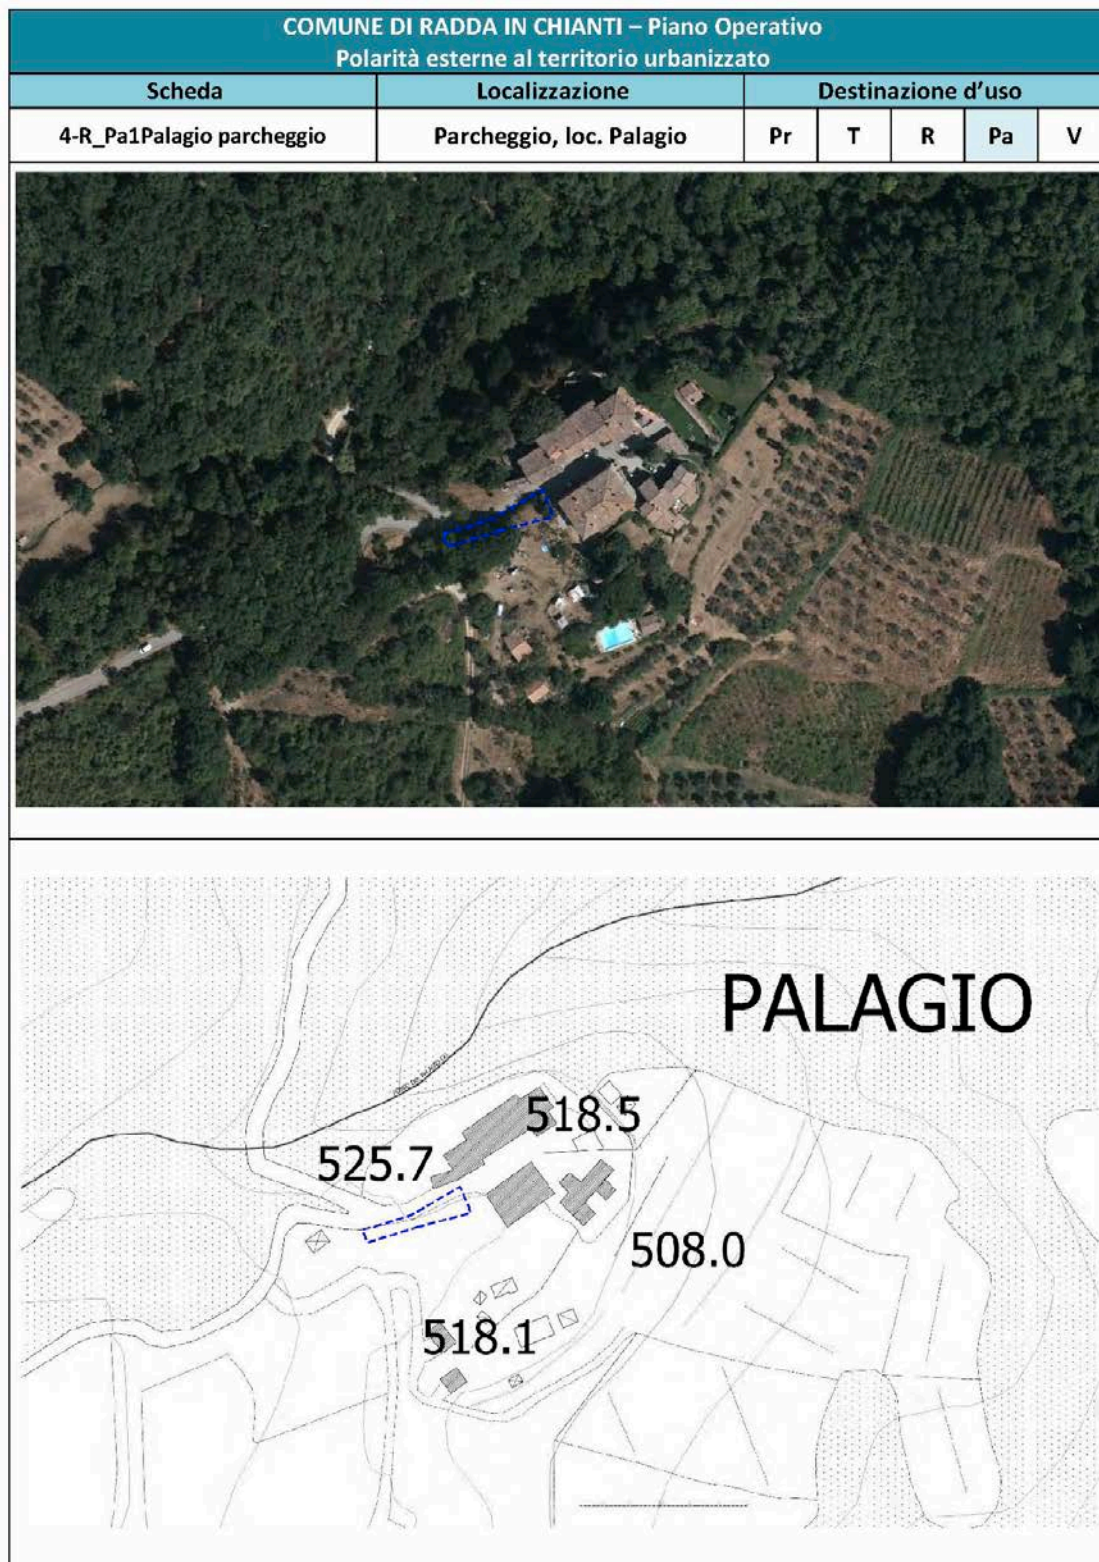 COMUNE DI RADDA IN CHIANTI – Piano Operativo
Polarità esterne al territorio urbanizzato
Scheda Localizzazione Destinazione d'uso
4-R_Pa1Palagio parcheggio Parcheggio, loc. Palagio Pr T R Pa V
PALAGIO
518.5
525.7
508.0
518.1